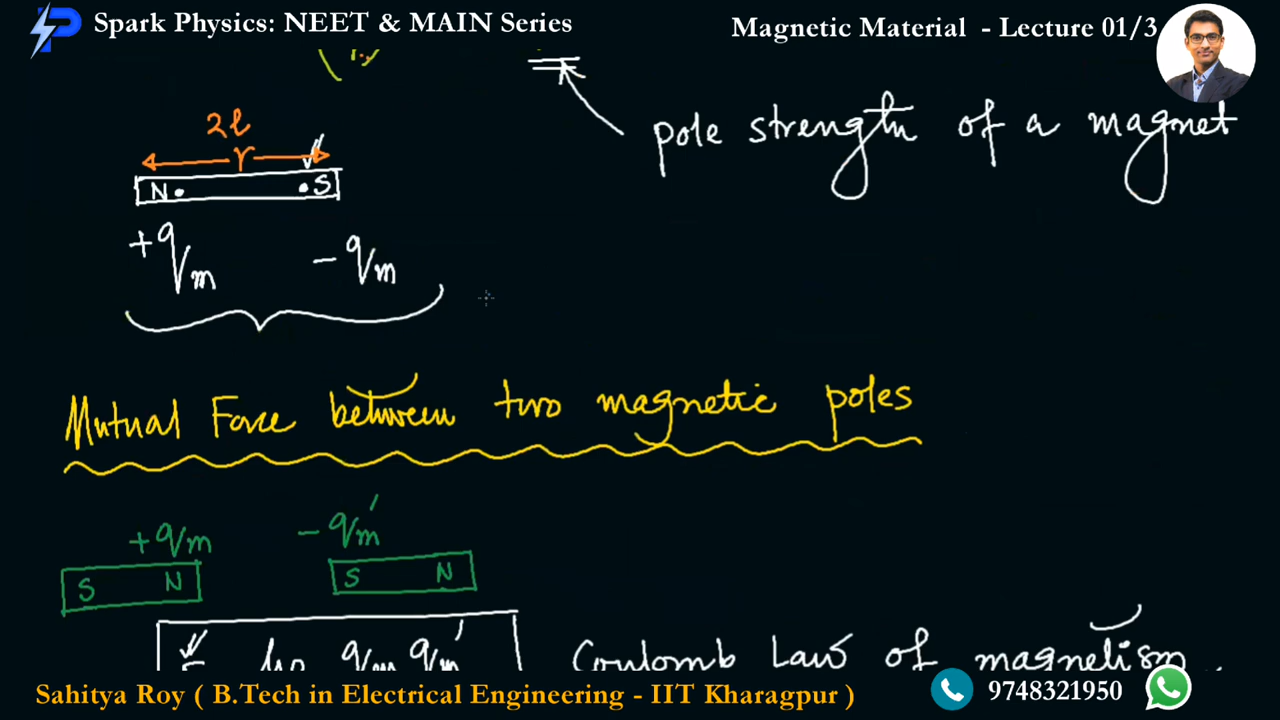 Spark Physics: NEET & MAIN Series
Magnetic Material - Lecture 01/3
pole strength of a magnet
2l
N S
+qm -qm
Mutual Force between two magnetic poles
+qm -qm'
S N S N
qm qm' Coulomb Law of magnetism.
Sahitya Roy ( B.Tech in Electrical Engineering - IIT Kharagpur )
9748321950